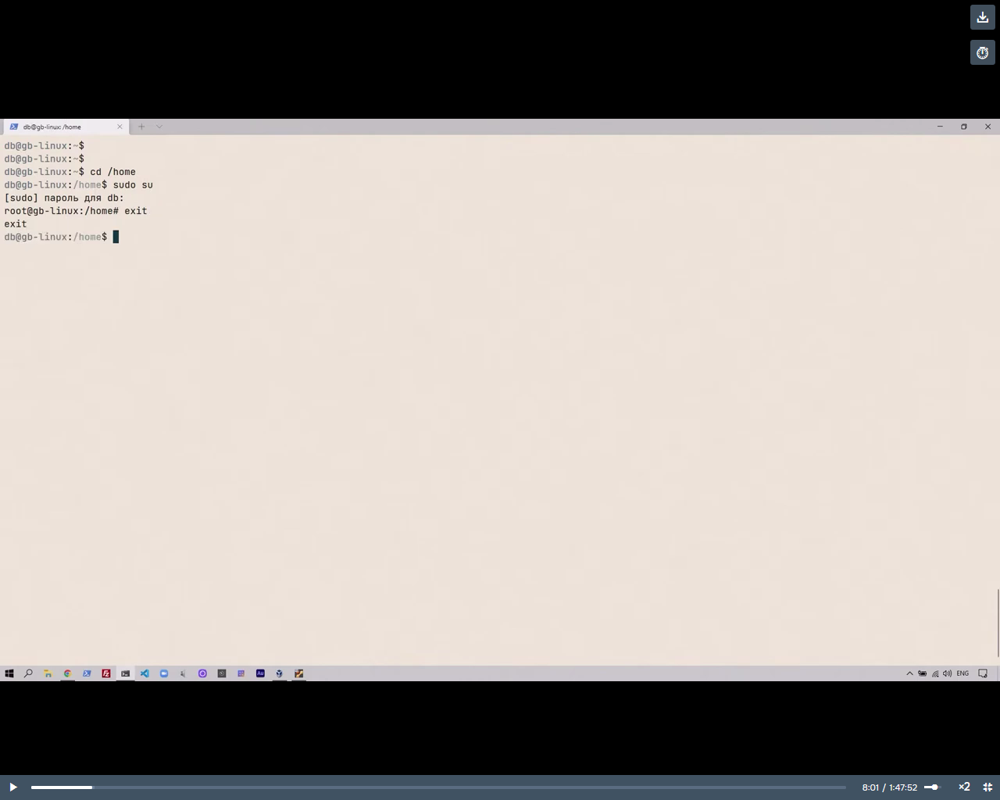 db@gb-linux: /home
db@gb-linux:~$
db@gb-linux:~$
db@gb-linux:~$ cd /home
db@gb-linux:/home$ sudo su
[sudo] пароль для db:
root@gb-linux:/home# exit
exit
db@gb-linux:/home$
Fz
Au
ENG
8:01 / 1:47:52
×2